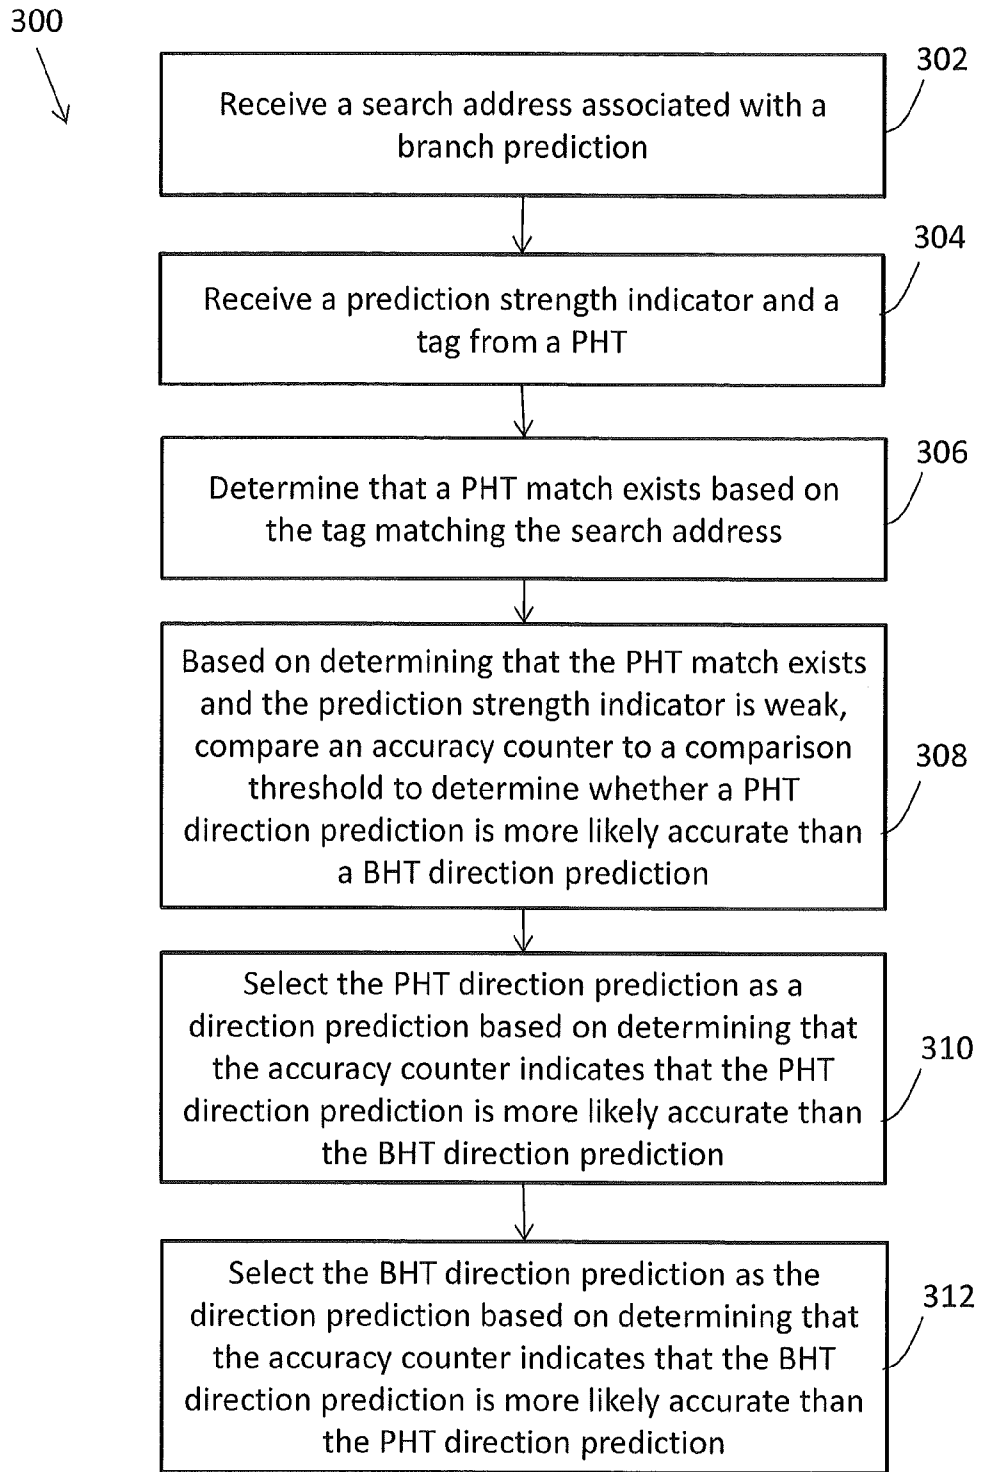 300
302
Receive a search address associated with a
branch prediction
304
Receive a prediction strength indicator and a
tag from a PHT
306
Determine that a PHT match exists based on
the tag matching the search address
Based on determining that the PHT match exists
and the prediction strength indicator is weak,
compare an accuracy counter to a comparison
threshold to determine whether a PHT
direction prediction is more likely accurate than
a BHT direction prediction
308
Select the PHT direction prediction as a
direction prediction based on determining that
the accuracy counter indicates that the PHT
direction prediction is more likely accurate than
the BHT direction prediction
310
Select the BHT direction prediction as the
direction prediction based on determining that
the accuracy counter indicates that the BHT
direction prediction is more likely accurate than
the PHT direction prediction
312